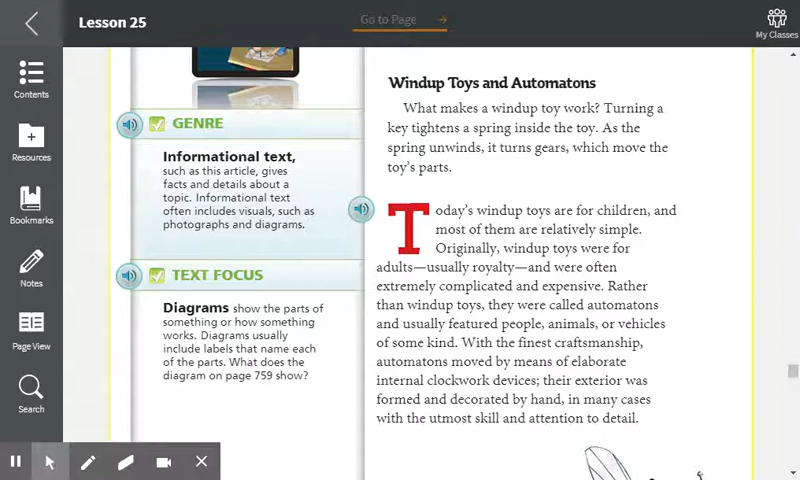 Lesson 25
Go to Page
My Classes
Contents
Resources
Bookmarks
Notes
Page View
Search
GENRE
Informational text,
such as this article, gives
facts and details about a
topic. Informational text
often includes visuals, such as
photographs and diagrams.
TEXT FOCUS
Diagrams show the parts of
something or how something
works. Diagrams usually
include labels that name each
of the parts. What does the
diagram on page 759 show?
Windup Toys and Automatons
What makes a windup toy work? Turning a
key tightens a spring inside the toy. As the
spring unwinds, it turns gears, which move the
toy's parts.
Today's windup toys are for children, and
most of them are relatively simple.
Originally, windup toys were for
adults—usually royalty—and were often
extremely complicated and expensive. Rather
than windup toys, they were called automatons
and usually featured people, animals, or vehicles
of some kind. With the finest craftsmanship,
automatons moved by means of elaborate
internal clockwork devices; their exterior was
formed and decorated by hand, in many cases
with the utmost skill and attention to detail.